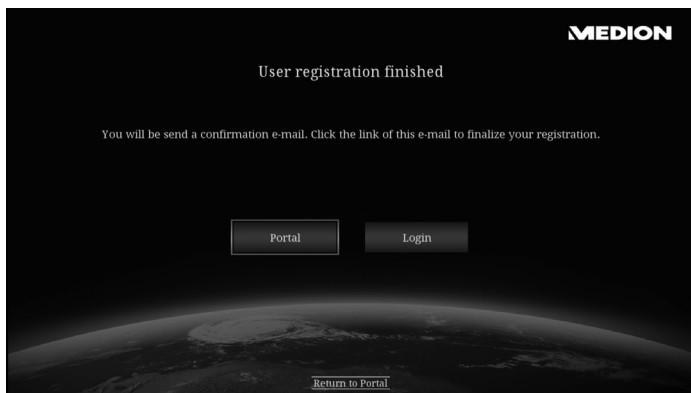 MEDION
User registration finished
You will be send a confirmation e-mail. Click the link of this e-mail to finalize your registration.
Portal
Login
Return to Portal